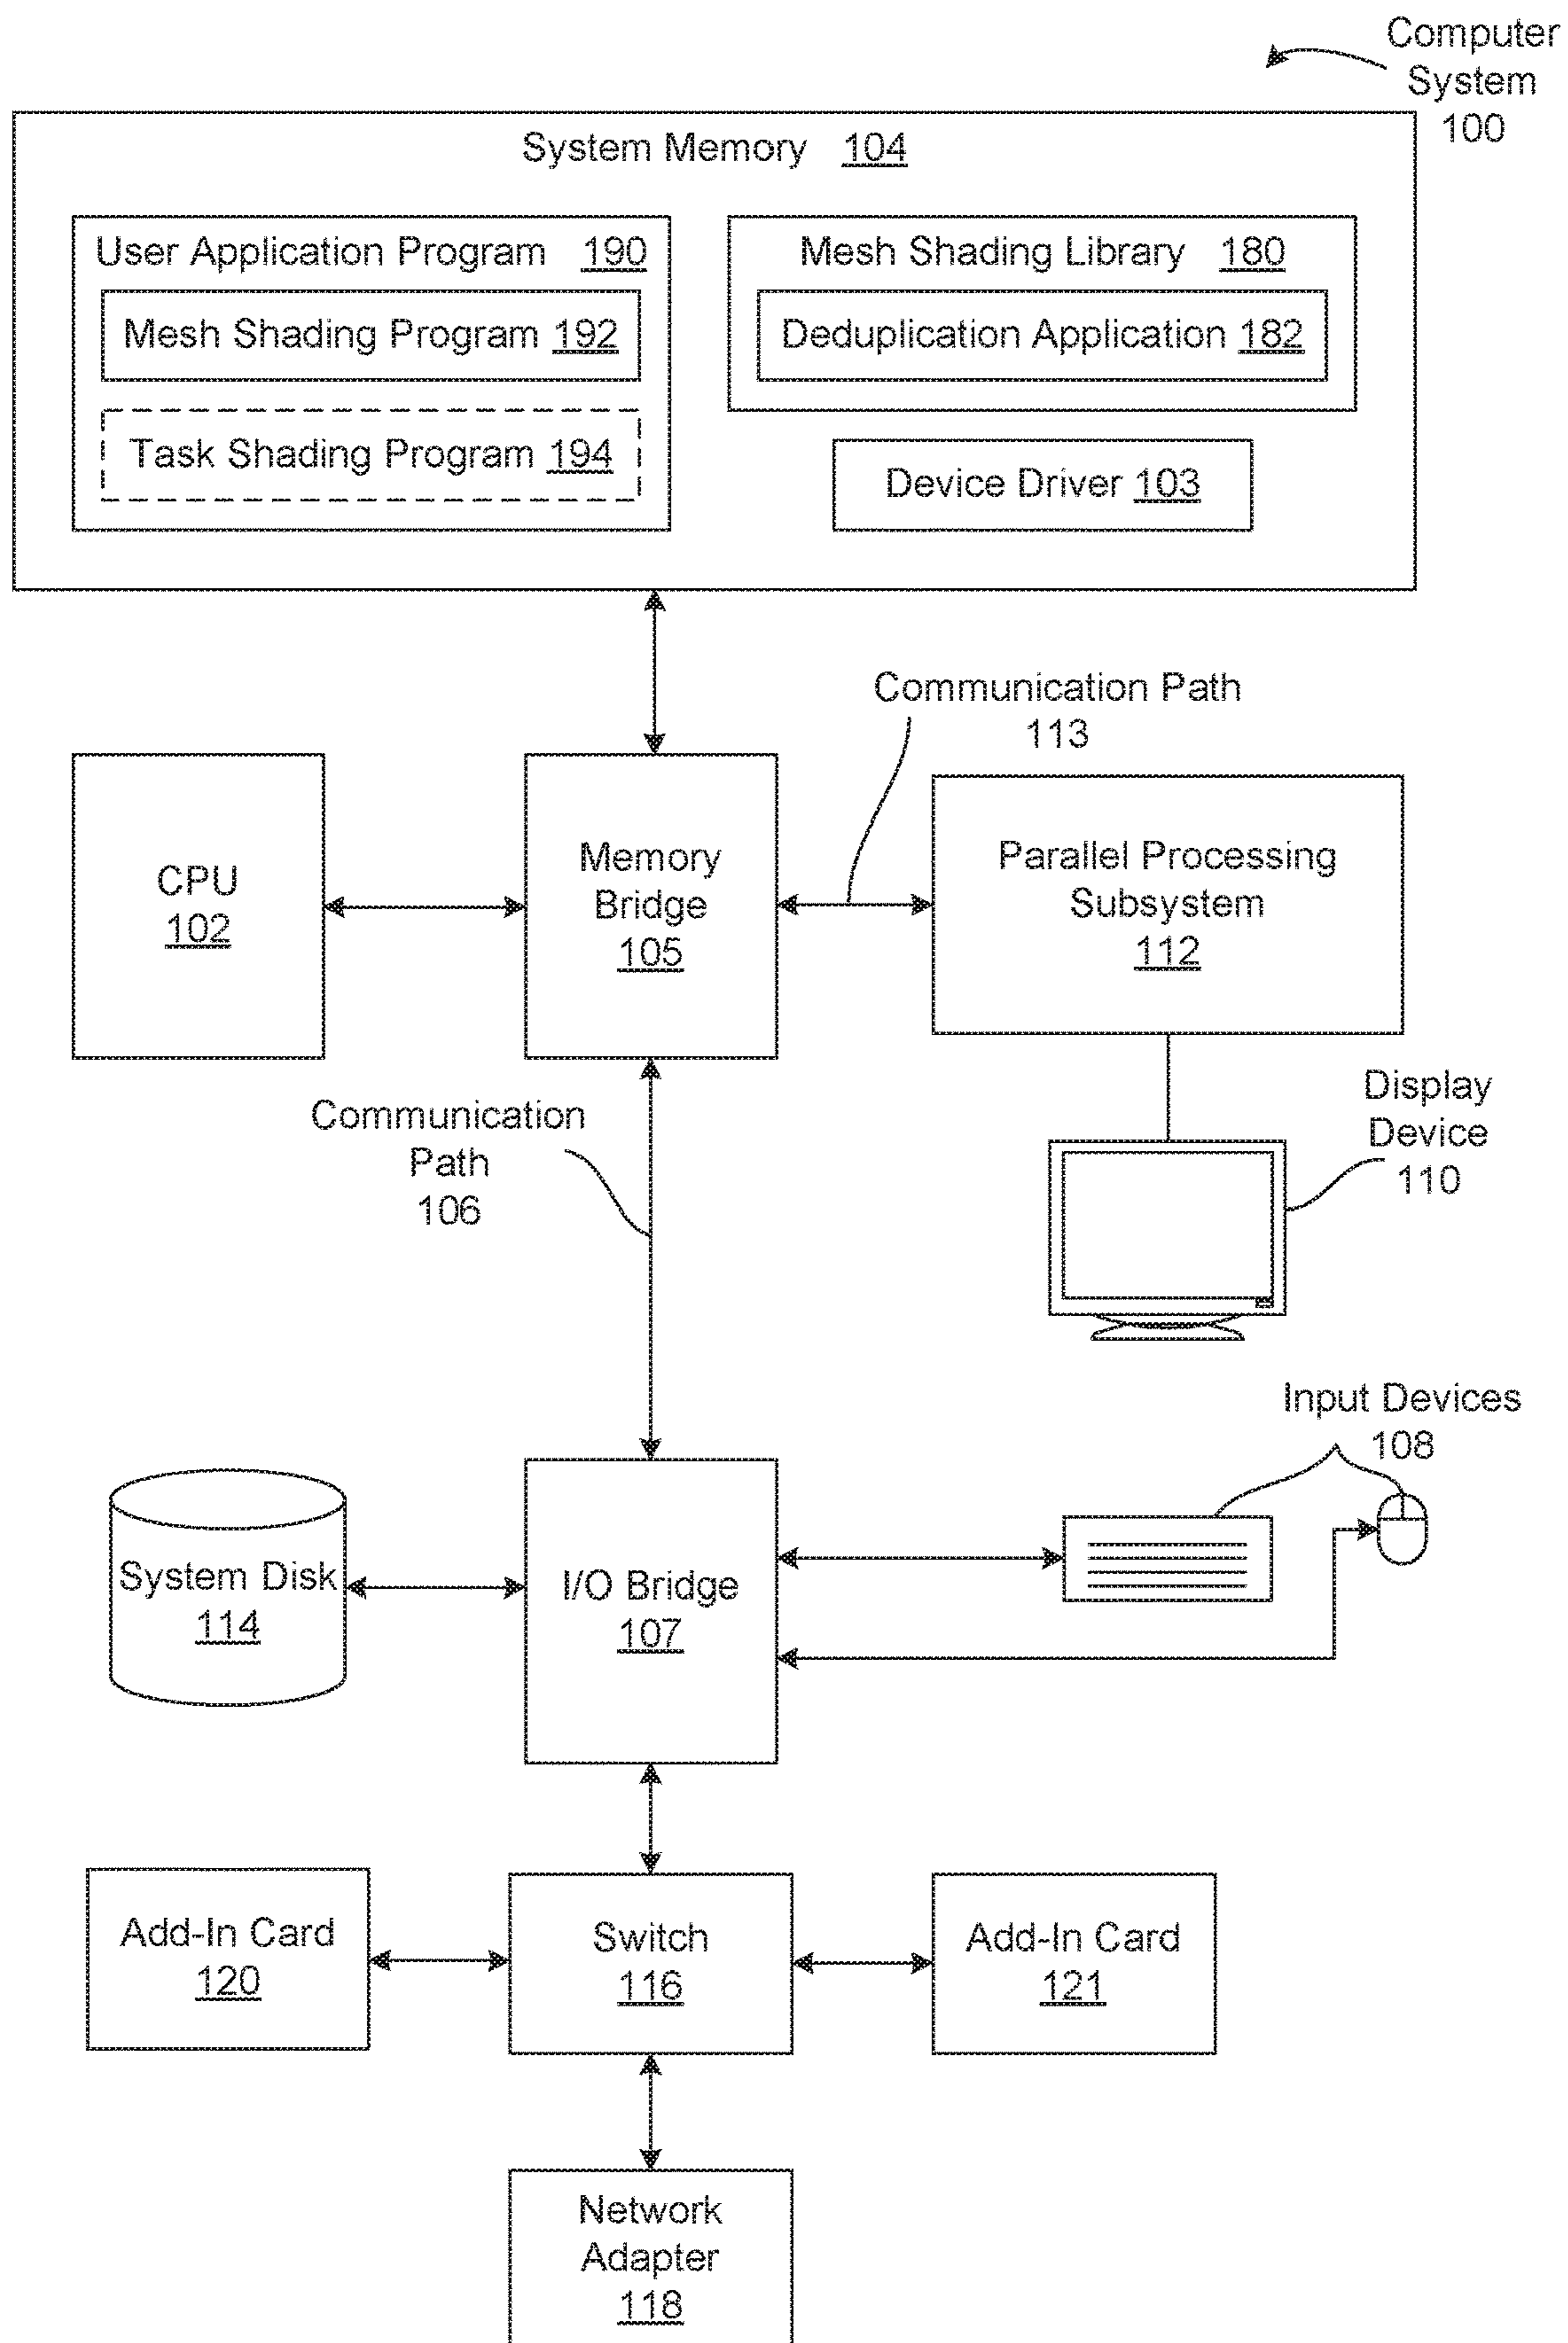 Computer
System
100
System Memory 104
User Application Program 190
Mesh Shading Program 192
Task Shading Program 194
Mesh Shading Library 180
Deduplication Application 182
Device Driver 103
Communication Path
113
CPU
102
Memory
Bridge
105
Parallel Processing
Subsystem
112
Communication
Path
106
Display
Device
110
Input Devices
108
System Disk
114
I/O Bridge
107
Add-In Card
120
Switch
116
Add-In Card
121
Network
Adapter
118